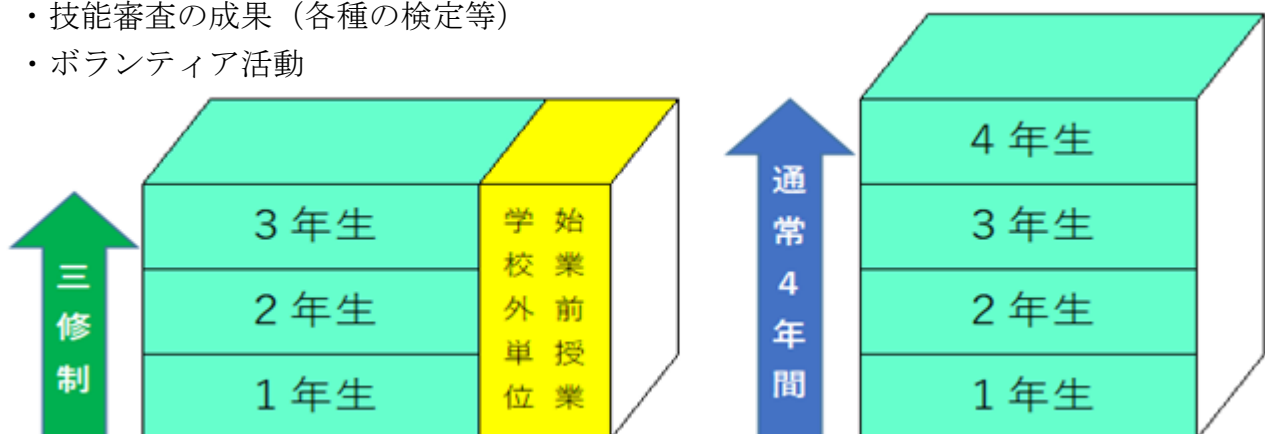 ・技能審査の成果（各種の検定等）
・ボランティア活動
三修制
３年生
２年生
１年生
始業前授業
学校外単位
通常４年間
４年生
３年生
２年生
１年生